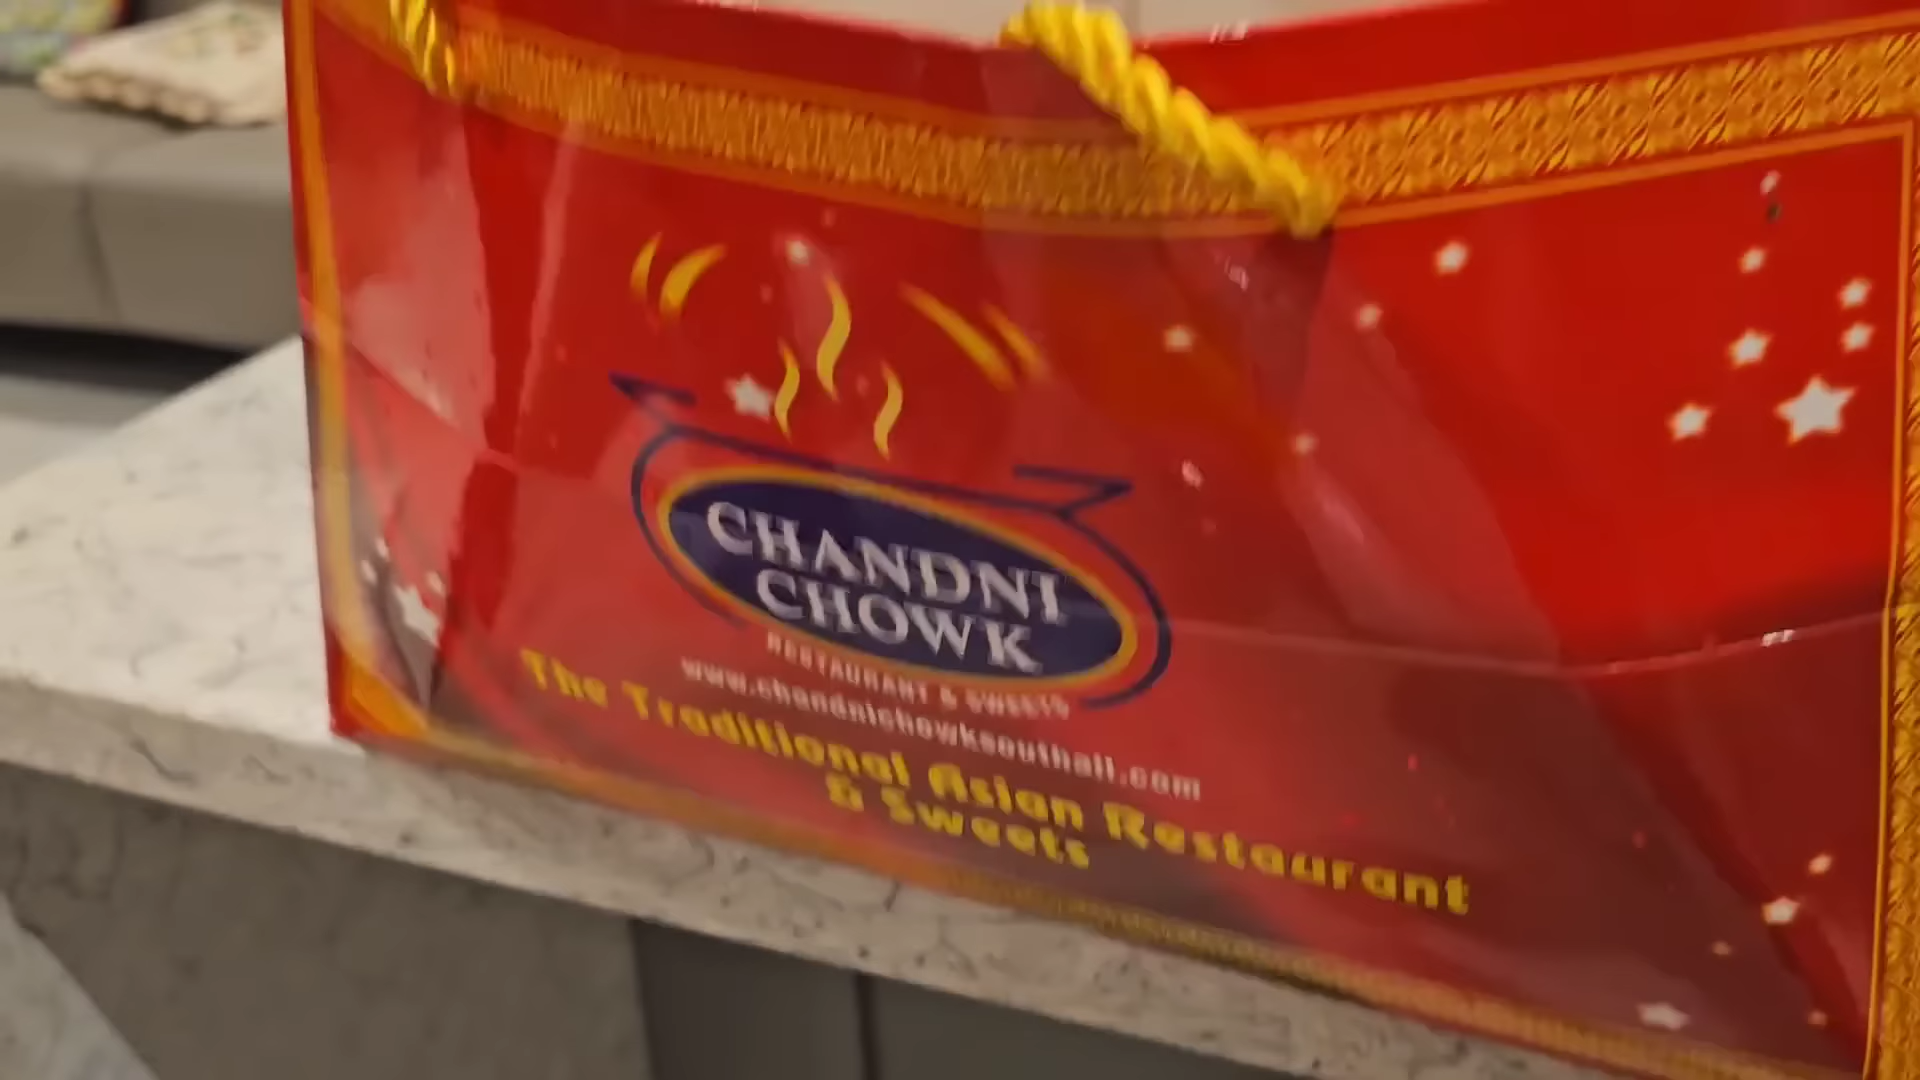 CHANDNI
CHOWK
RESTAURANT & SWEETS
www.chandnichowksouthall.com
The Traditional Asian Restaurant
& Sweets